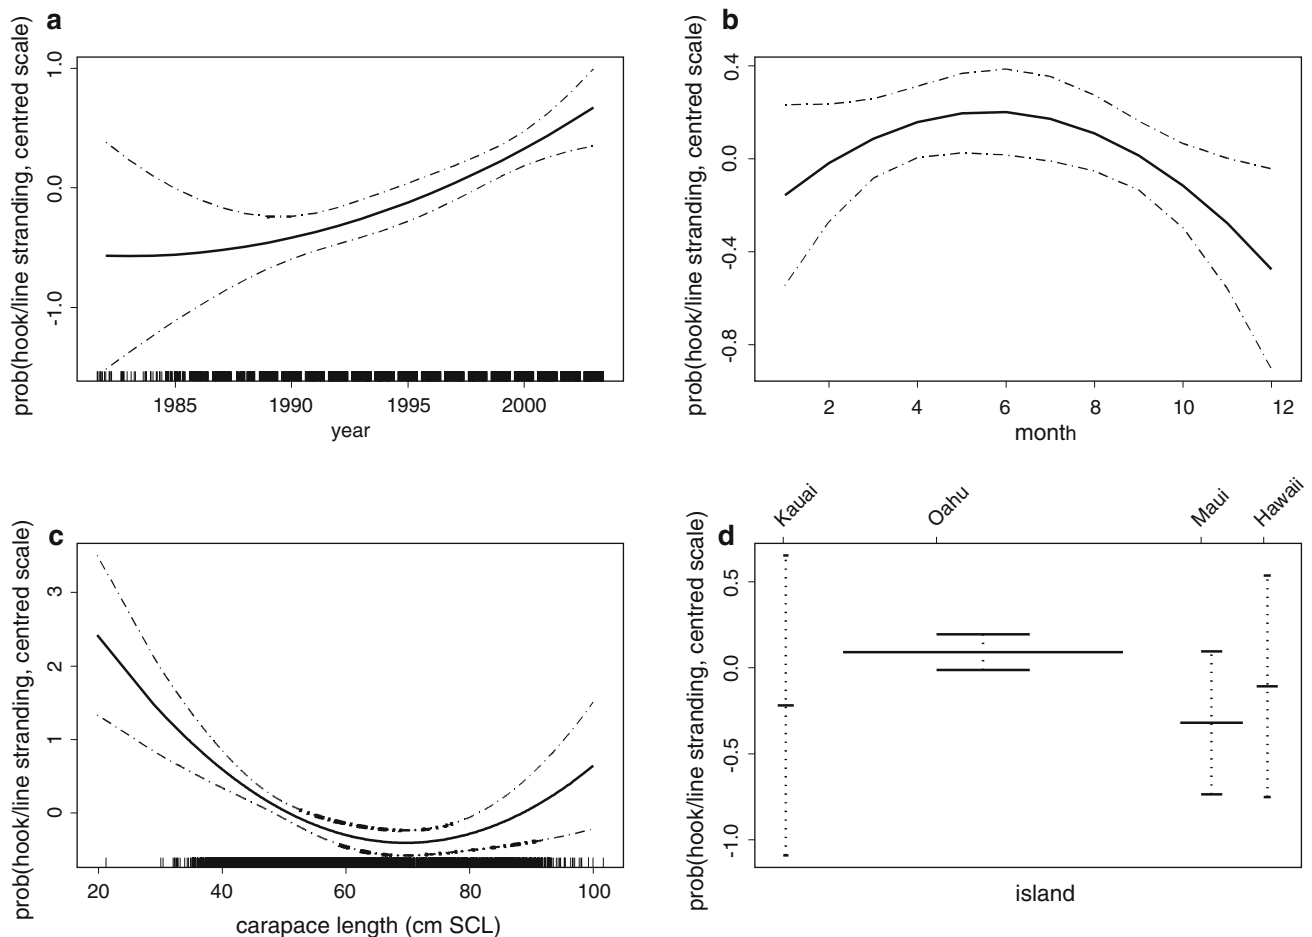 a
prob(hook/line stranding, centred scale)
1.0
0.0
-1.0
1985 1990 1995 2000
year
b
prob(hook/line stranding, centred scale)
0.4
0.0
-0.4
-0.8
2 4 6 8 10 12
month
c
prob(hook/line stranding, centred scale)
3
2
1
0
20 40 60 80 100
carapace length (cm SCL)
d
Kauai Oahu Maui Hawaii
prob(hook/line stranding, centred scale)
0.5
0.0
-0.5
-1.0
island